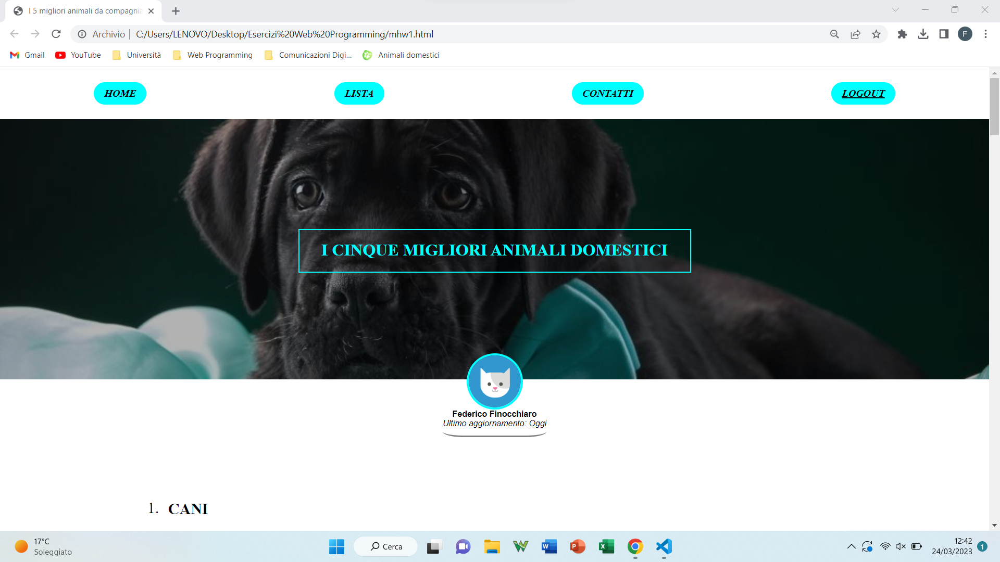 I 5 migliori animali da compagnia
Archivio | C:/Users/LENOVO/Desktop/Esercizi%20Web%20Programming/mhw1.html
F
Gmail YouTube Università Web Programming Comunicazioni Digi... Animali domestici
HOME LISTA CONTATTI LOGOUT
I CINQUE MIGLIORI ANIMALI DOMESTICI
Federico Finocchiaro
Ultimo aggiornamento: Oggi
1. CANI
17°C
Soleggiato
Cerca
12:42
24/03/2023
1